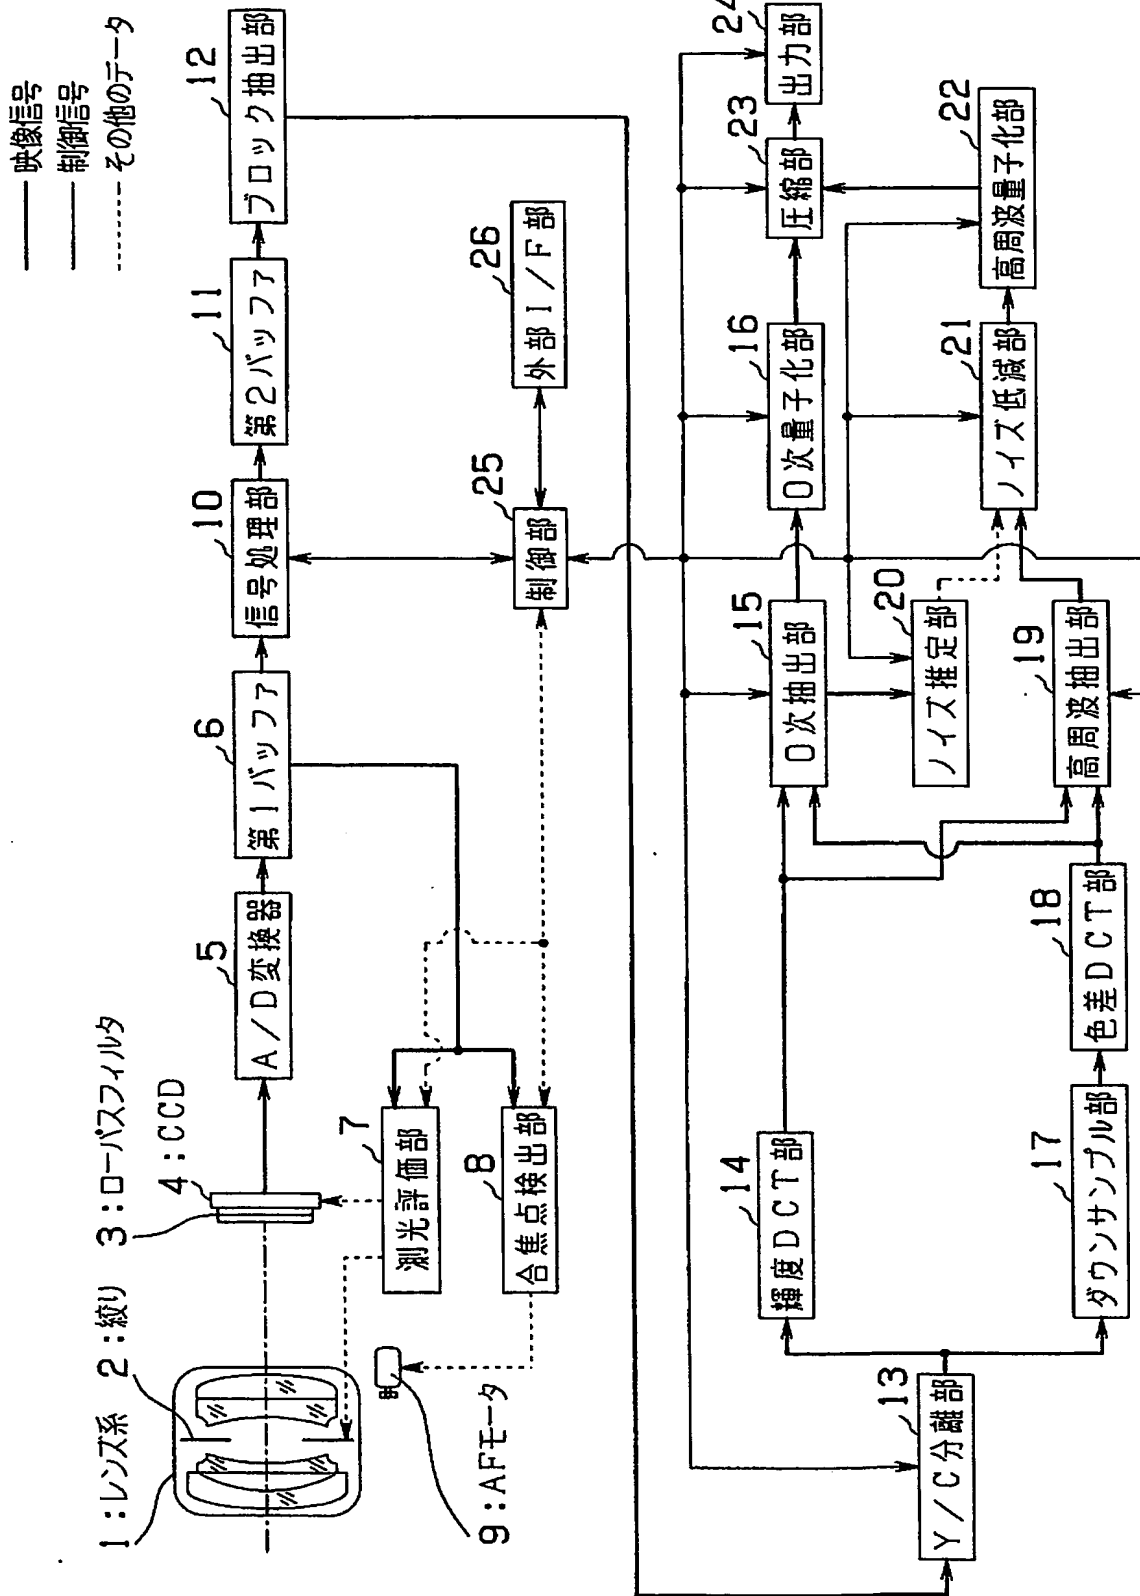 映像信号
制御信号
その他のデータ
1:レンズ系
2:絞り
3:ローパスフィルタ
4:CCD
5
A/D変換器
6
第1バッファ
10
信号処理部
11
第2バッファ
12
ブロック抽出部
7
測光評価部
8
合焦点検出部
9:AFモータ
25
制御部
26
外部I/F部
13
Y/C分離部
14
輝度DCT部
15
0次抽出部
16
0次量子化部
23
圧縮部
24
出力部
17
ダウンサンプル部
18
色差DCT部
19
高周波抽出部
20
ノイズ推定部
21
ノイズ低減部
22
高周波量子化部